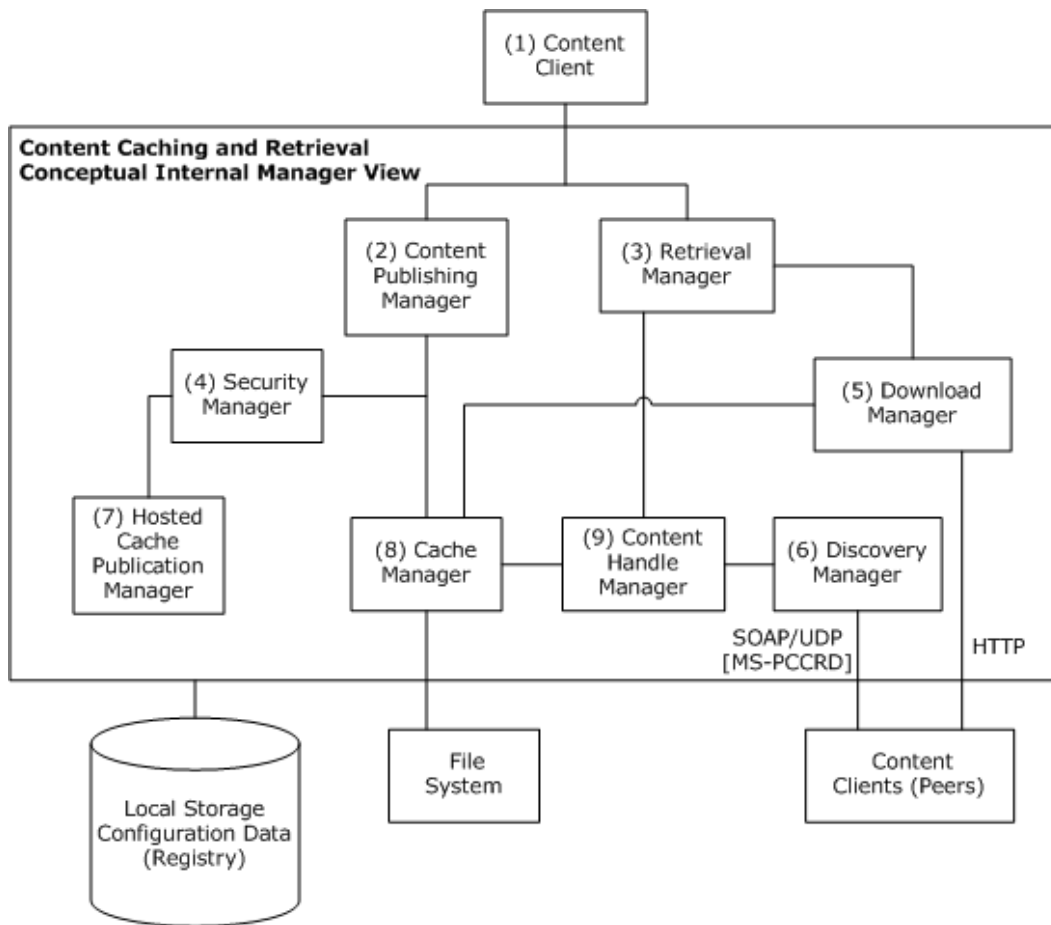 (1) Content
Client
Content Caching and Retrieval
Conceptual Internal Manager View
(2) Content
Publishing
Manager
(3) Retrieval
Manager
(4) Security
Manager
(5) Download
Manager
(7) Hosted
Cache
Publication
Manager
(8) Cache
Manager
(9) Content
Handle
Manager
(6) Discovery
Manager
SOAP/UDP
[MS-PCCRD]
HTTP
Local Storage
Configuration Data
(Registry)
File
System
Content
Clients (Peers)